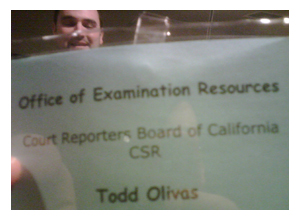 Office of Examination Resources
Court Reporters Board of California
CSR
Todd Olivas